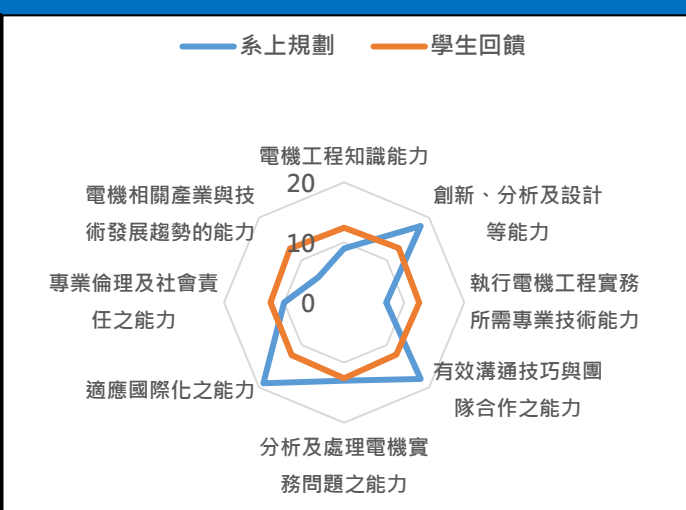 系上規劃
學生回饋
電機工程知識能力
20
10
0
創新、分析及設計
等能力
執行電機工程實務
所需專業技術能力
有效溝通技巧與團
隊合作之能力
分析及處理電機實
務問題之能力
適應國際化之能力
專業倫理及社會責
任之能力
電機相關產業與技
術發展趨勢的能力